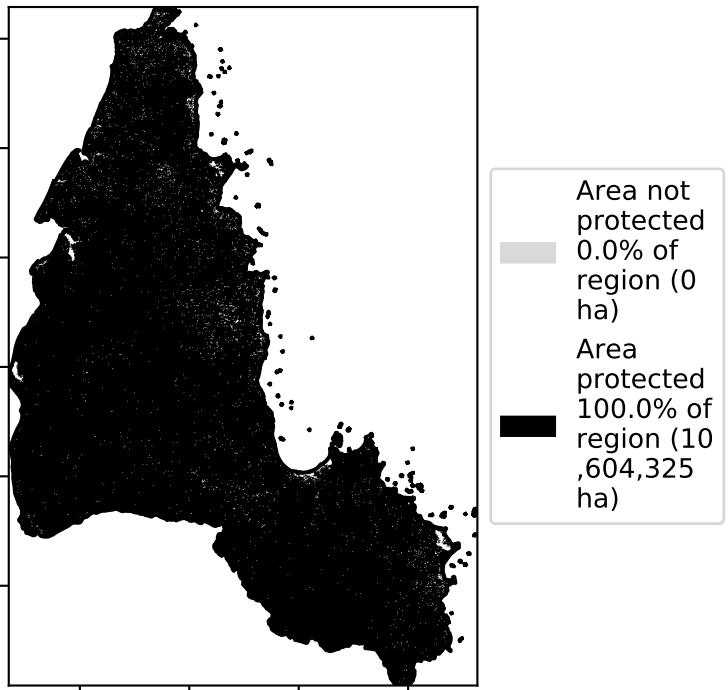 Area not
protected
0.0% of
region (0
ha)
Area
protected
100.0% of
region (10
,604,325
ha)